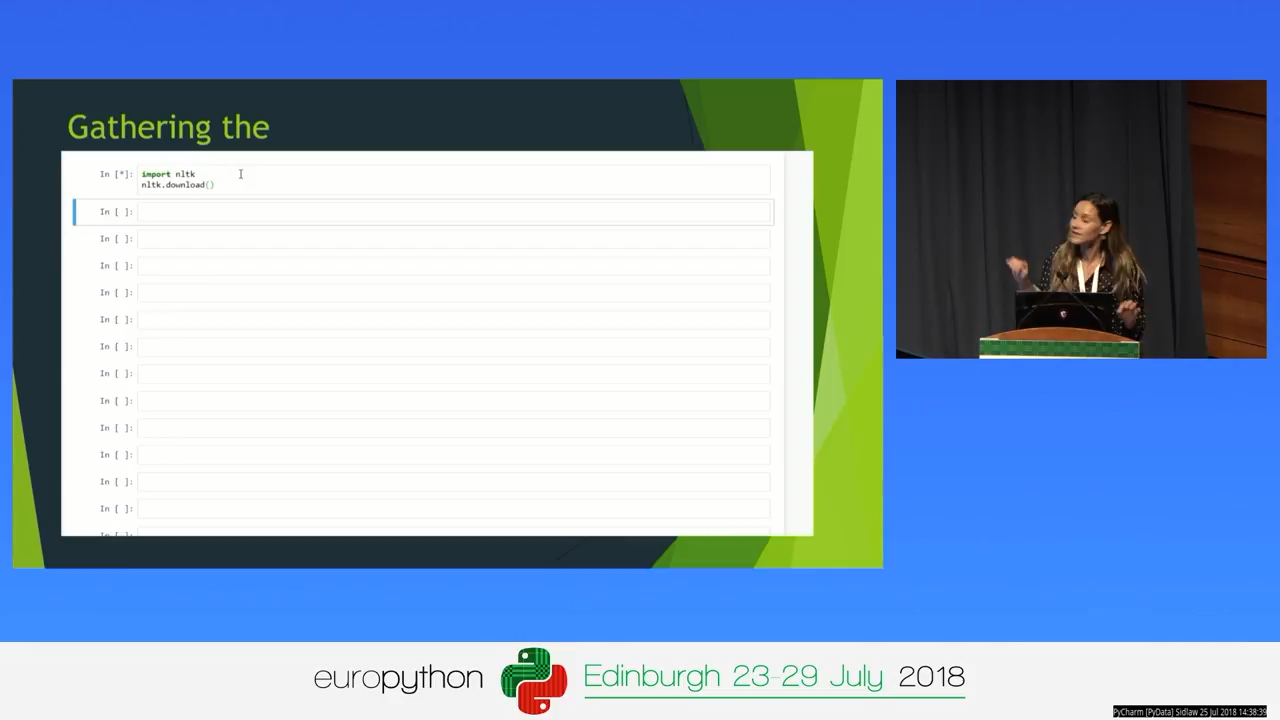 Gathering the
In [*]: import nltk
nltk.download()
In [ ]:
In [ ]:
In [ ]:
In [ ]:
In [ ]:
In [ ]:
In [ ]:
In [ ]:
In [ ]:
In [ ]:
In [ ]:
In [ ]:
In [ ]:
europython Edinburgh 23-29 July 2018
PyCharm [PyData] Sidlaw 25 Jul 2018 14:38:39